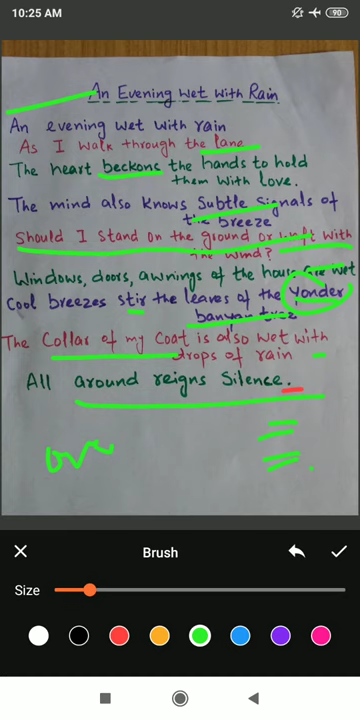 10:25 AM
90
An Evening Wet With Rain
An evening wet with rain
As I walk through the lane
The heart beckons the hands to hold
them with love.
The mind also knows Subtle Signals of
the breeze
Should I stand on the ground or waft with
the wind?
Windows, doors, awnings of the house are wet
Cool breezes stir the leaves of the yonder
banyan tree
The Collar of my Coat is also wet with
drops of rain
All around reigns Silence.
Brush
Size